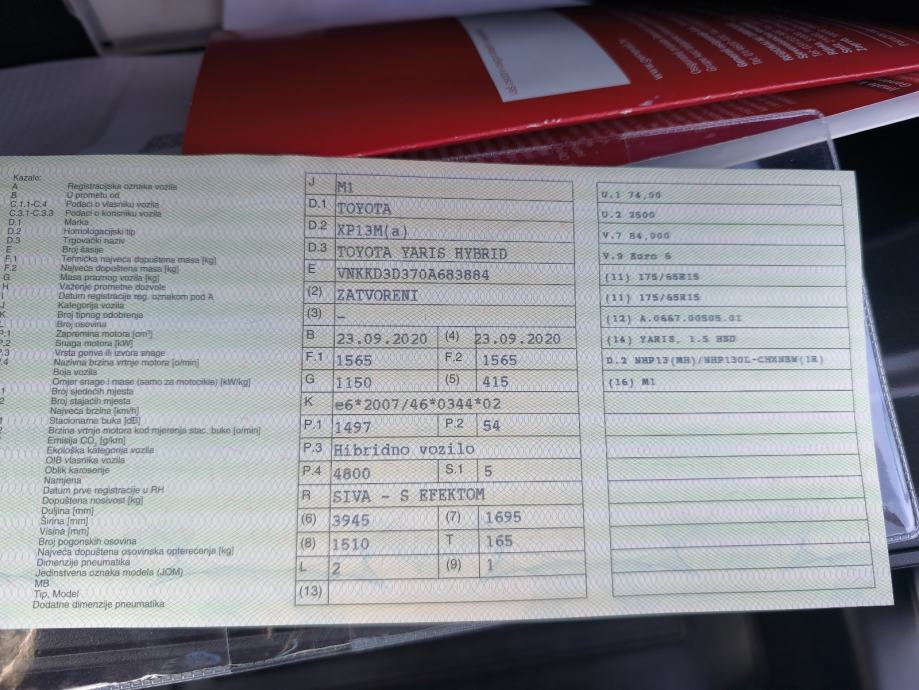 Kazalo:
A Registracijska oznaka vozila
B U prometu od
C.1.1-C.4 Podaci o vlasniku vozila
C.3.1-C.3.3 Podaci o korisniku vozila
D.1 Marka
D.2 Homologacijski tip
D.3 Trgovački naziv
E Broj šasije
F.1 Tehnička najveća dopuštena masa [kg]
F.2 Najveća dopuštena masa [kg]
G Masa praznog vozila [kg]
H Važenje prometne dozvole
I Datum registracije reg. oznakom pod A
J Kategorija vozila
K Broj tipnog odobrenja
L Broj osovina
P.1 Zapremina motora [cm³]
P.2 Snaga motora [kW]
P.3 Vrsta goriva ili izvora snage
P.4 Nazivna brzina vrtnje motora [o/min]
Boja vozila
Omjer snage i mase (samo za motocikle) [kW/kg]
Broj sjedećih mjesta
Broj stajaćih mjesta
Najveća brzina [km/h]
Stacionarna buka [dB]
Brzina vrtnje motora kod mjerenja stac. buke [o/min]
Emisija CO₂ [g/km]
Ekološka kategorija vozila
OIB vlasnika vozila
Oblik karoserije
Namjena
Datum prve registracije u RH
Dopuštena nosivost [kg]
Duljina [mm]
Širina [mm]
Visina [mm]
Broj pogonskih osovina
Najveća dopuštena osovinska opterećenja [kg]
Dimenzije pneumatika
Jedinstvena oznaka modela (JOM)
MB
Tip, Model
Dodatne dimenzije pneumatika
J M1
D.1 TOYOTA
D.2 XP13M(a)
D.3 TOYOTA YARIS HYBRID
E VNKKD3D370A683884
(2) ZATVORENI
(3) –
B 23.09.2020 (4) 23.09.2020
F.1 1565 F.2 1565
G 1150 (5) 415
K e6*2007/46*0344*02
P.1 1497 P.2 54
P.3 Hibridno vozilo
P.4 4800 S.1 5
R SIVA - S EFEKTOM
(6) 3945 (7) 1695
(8) 1510 T 165
L 2 (9) 1
(13)
U.1 74,00
U.2 2500
V.7 84,000
V.9 Euro 6
(11) 175/65R15
(11) 175/65R15
(12) A.0667.00505.01
(14) YARIS, 1.5 HSD
D.2 NHP13(MH)/NHP130L-CHXNBW(1R)
(16) M1